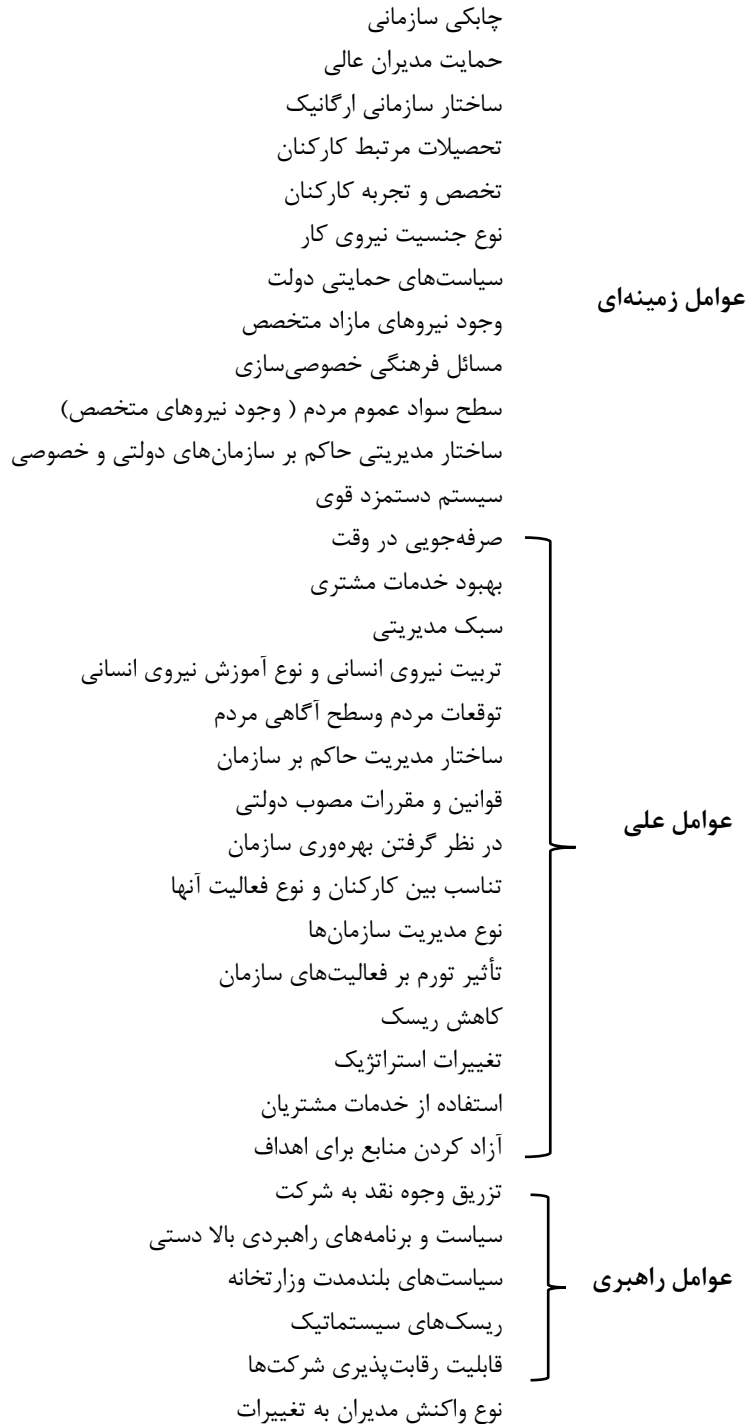 چابکی سازمانی
حمایت مدیران عالی
ساختار سازمانی ارگانیک
تحصیلات مرتبط کارکنان
تخصص و تجربه کارکنان
نوع جنسیت نیروی کار
سیاست‌های حمایتی دولت
عوامل زمینه‌ای
وجود نیروهای مازاد متخصص
مسائل فرهنگی خصوصی‌سازی
سطح سواد عموم مردم ( وجود نیروهای متخصص)
ساختار مدیریتی حاکم بر سازمان‌های دولتی و خصوصی
سیستم دستمزد قوی
صرفه‌جویی در وقت
بهبود خدمات مشتری
سبک مدیریتی
تربیت نیروی انسانی و نوع آموزش نیروی انسانی
توقعات مردم وسطح آگاهی مردم
ساختار مدیریت حاکم بر سازمان
قوانین و مقررات مصوب دولتی
عوامل علی
در نظر گرفتن بهره‌وری سازمان
تناسب بین کارکنان و نوع فعالیت آنها
نوع مدیریت سازمان‌ها
تأثیر تورم بر فعالیت‌های سازمان
کاهش ریسک
تغییرات استراتژیک
استفاده از خدمات مشتریان
آزاد کردن منابع برای اهداف
تزریق وجوه نقد به شرکت
سیاست و برنامه‌های راهبردی بالا دستی
عوامل راهبری
سیاست‌های بلندمدت وزارتخانه
ریسک‌های سیستماتیک
قابلیت رقابت‌پذیری شرکت‌ها
نوع واکنش مدیران به تغییرات